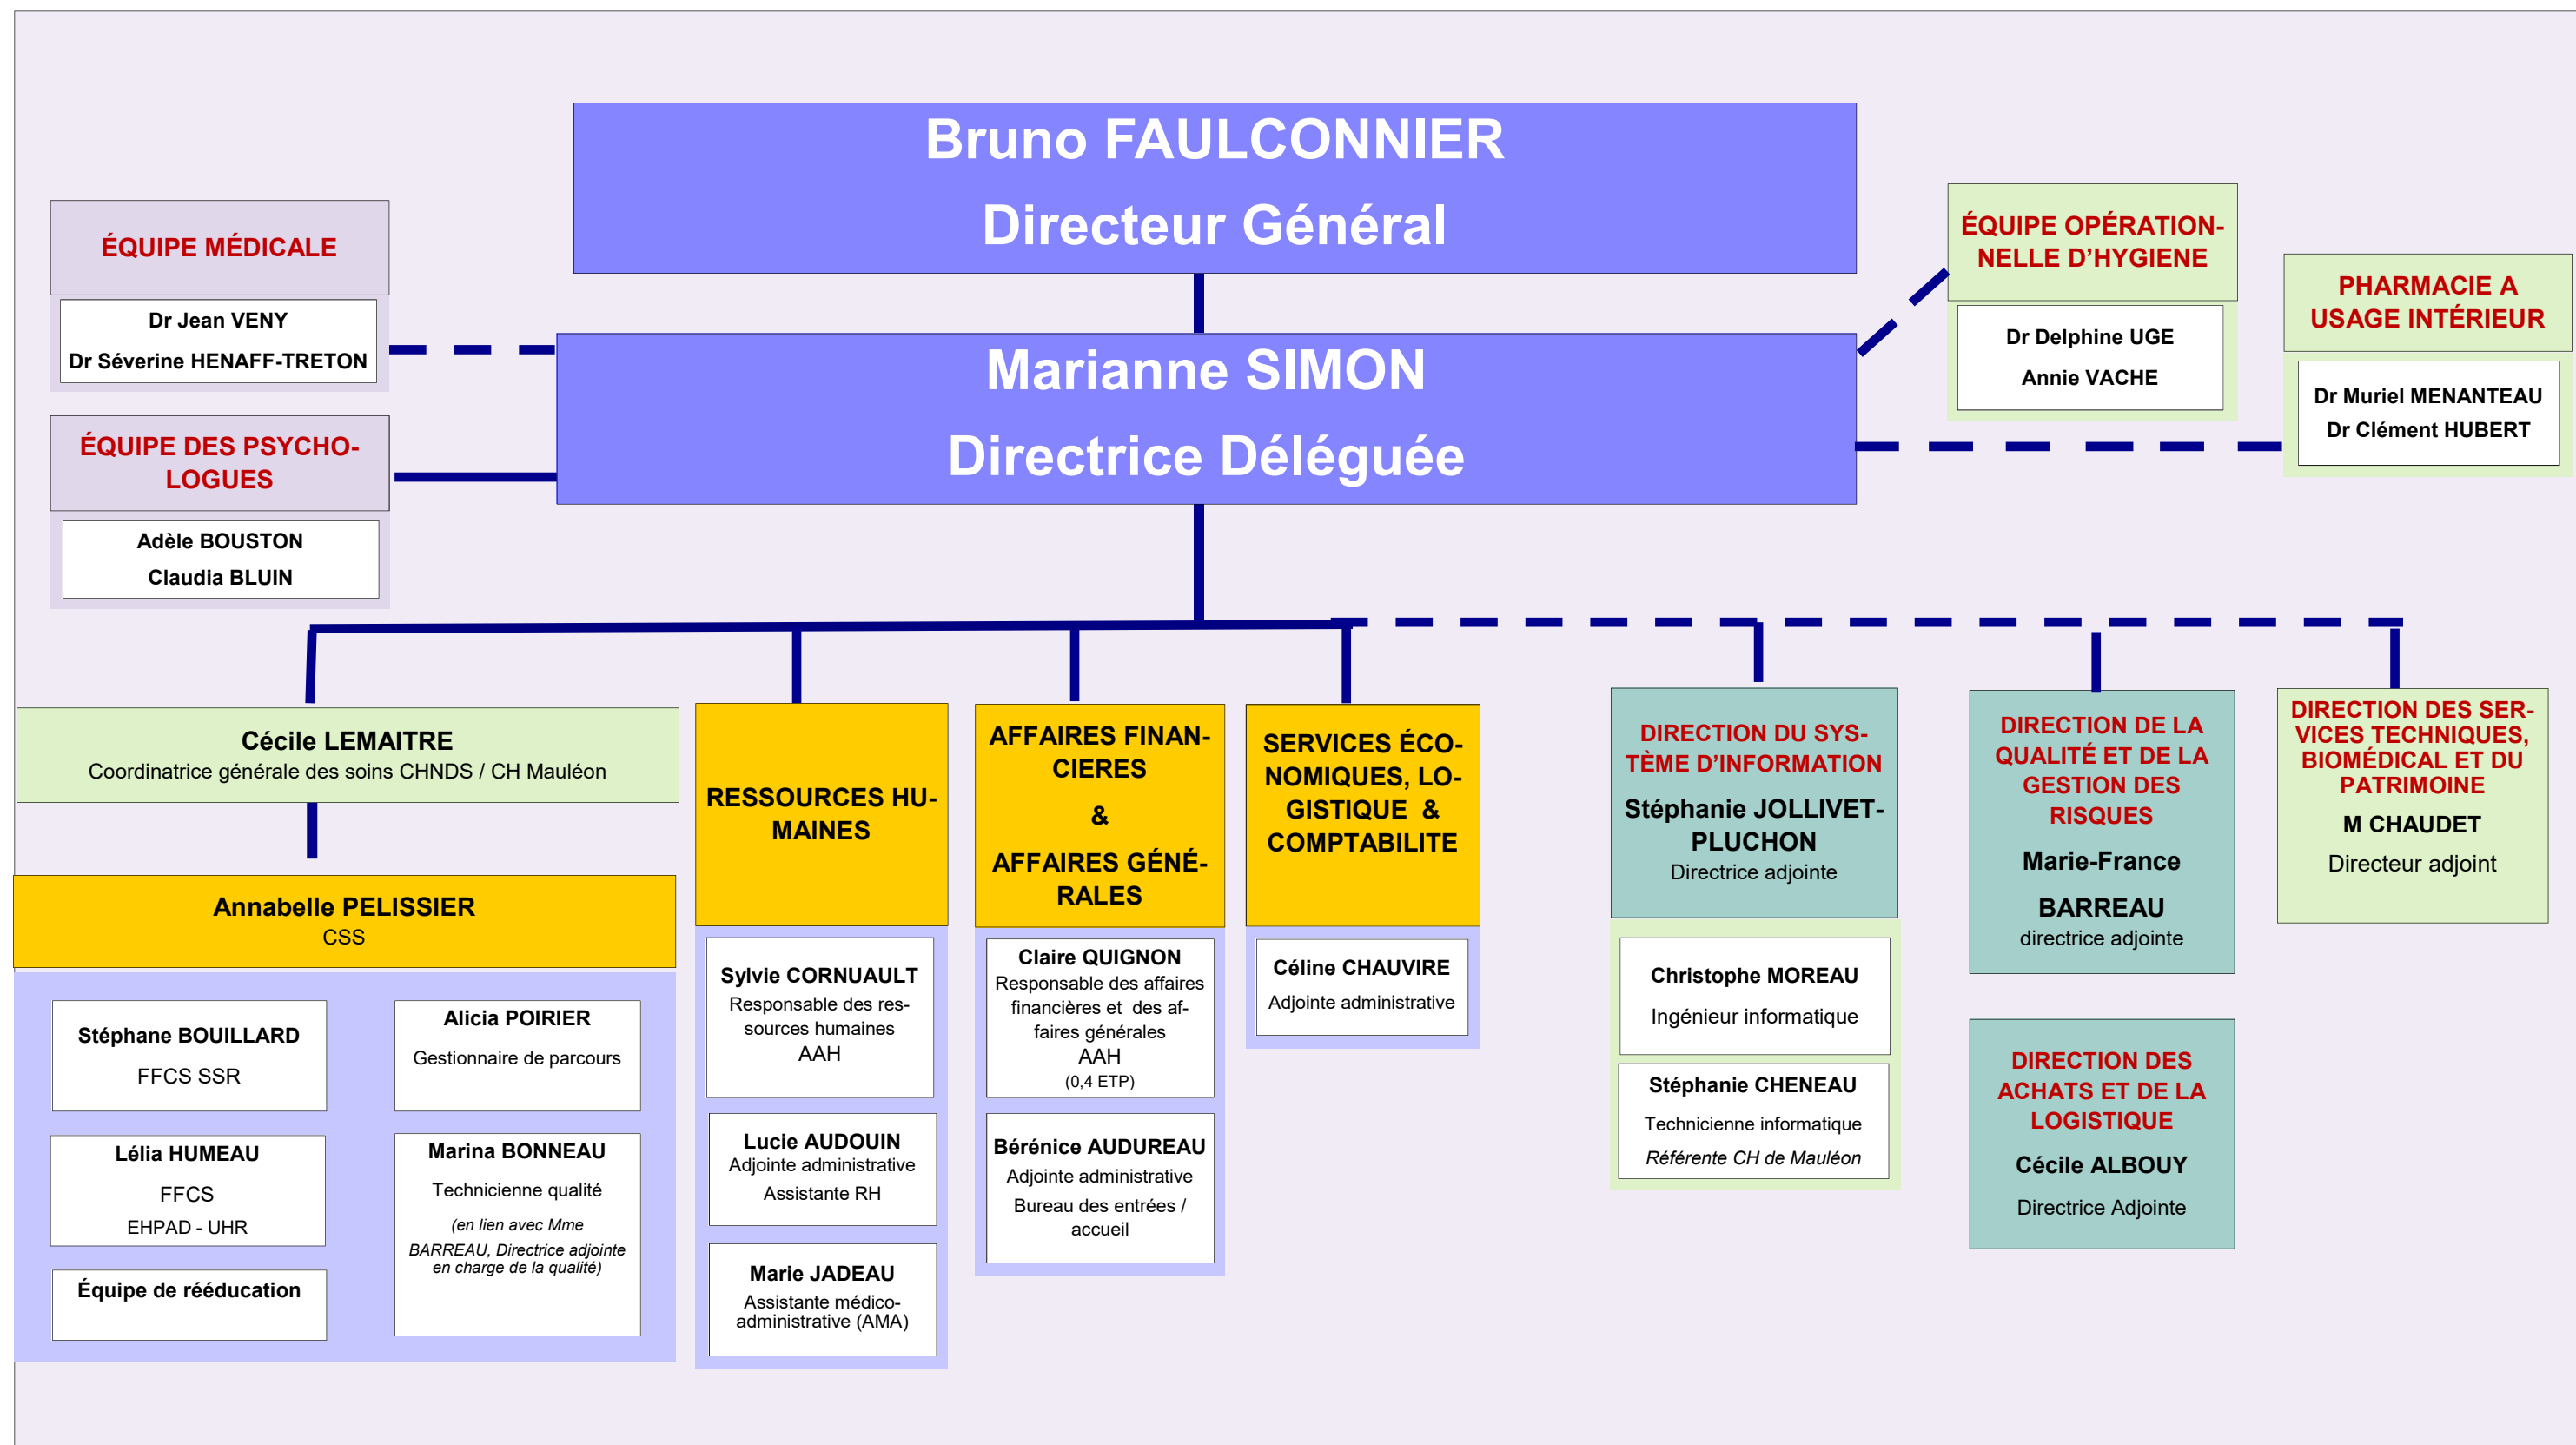 Bruno FAULCONNIER
Directeur Général
ÉQUIPE MÉDICALE
Dr Jean VENY
Dr Séverine HENAFF-TRETON
Marianne SIMON
Directrice Déléguée
ÉQUIPE OPÉRATION-
NELLE D’HYGIENE
Dr Delphine UGE
Annie VACHE
PHARMACIE A
USAGE INTÉRIEUR
Dr Muriel MENANTEAU
Dr Clément HUBERT
ÉQUIPE DES PSYCHO-
LOGUES
Adèle BOUSTON
Claudia BLUIN
Cécile LEMAITRE
Coordinatrice générale des soins CHNDS / CH Mauléon
Annabelle PELISSIER
CSS
Stéphane BOUILLARD
FFCS SSR
Lélia HUMEAU
FFCS
EHPAD - UHR
Équipe de rééducation
Alicia POIRIER
Gestionnaire de parcours
Marina BONNEAU
Technicienne qualité
(en lien avec Mme
BARREAU, Directrice adjointe
en charge de la qualité)
RESSOURCES HU-
MAINES
Sylvie CORNUAULT
Responsable des res-
sources humaines
AAH
Lucie AUDOUIN
Adjointe administrative
Assistante RH
Marie JADEAU
Assistante médico-
administrative (AMA)
AFFAIRES FINAN-
CIERES
&
AFFAIRES GÉNÉ-
RALES
Claire QUIGNON
Responsable des affaires
financières et  des af-
faires générales
AAH
(0,4 ETP)
Bérénice AUDUREAU
Adjointe administrative
Bureau des entrées /
accueil
SERVICES ÉCO-
NOMIQUES, LO-
GISTIQUE  &
COMPTABILITE
Céline CHAUVIRE
Adjointe administrative
DIRECTION DU SYS-
TÈME D’INFORMATION
Stéphanie JOLLIVET-
PLUCHON
Directrice adjointe
Christophe MOREAU
Ingénieur informatique
Stéphanie CHENEAU
Technicienne informatique
Référente CH de Mauléon
DIRECTION DE LA
QUALITÉ ET DE LA
GESTION DES
RISQUES
Marie-France
BARREAU
directrice adjointe
DIRECTION DES
ACHATS ET DE LA
LOGISTIQUE
Cécile ALBOUY
Directrice Adjointe
DIRECTION DES SER-
VICES TECHNIQUES,
BIOMÉDICAL ET DU
PATRIMOINE
M CHAUDET
Directeur adjoint